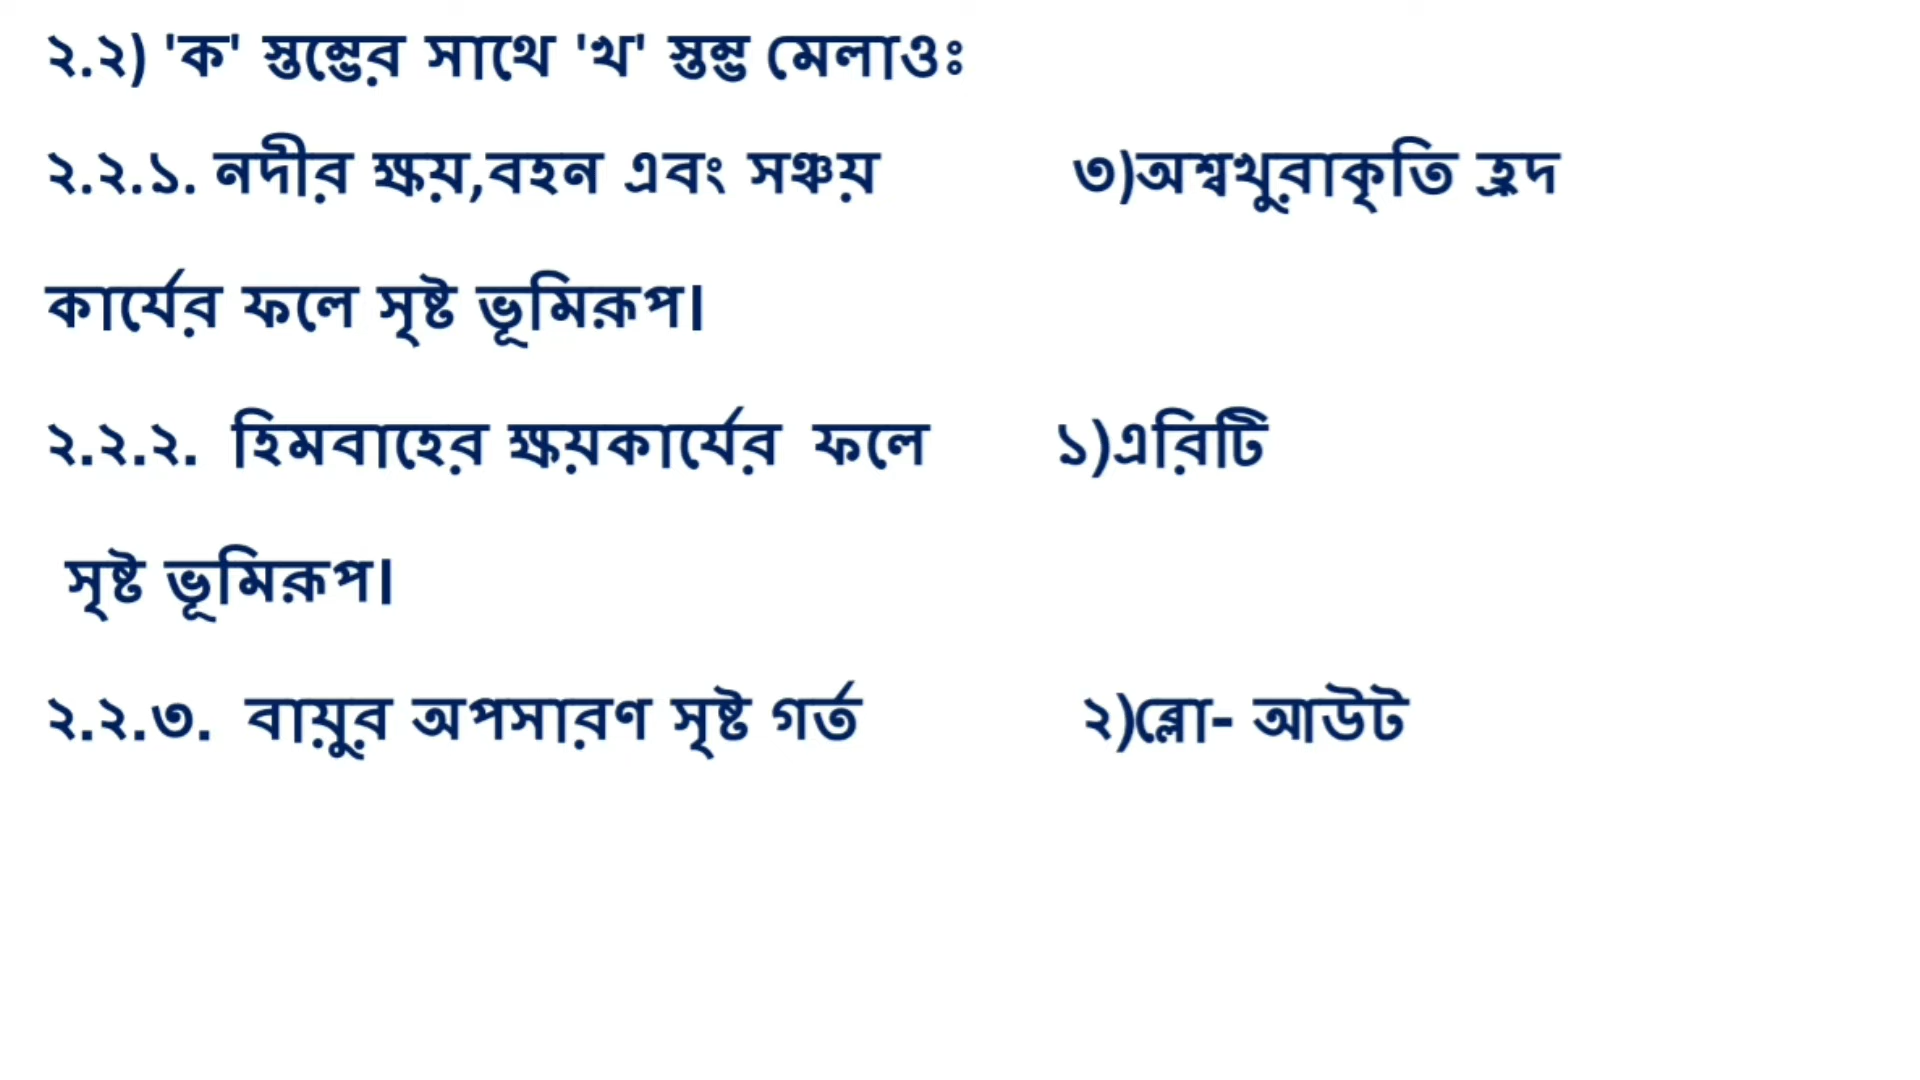 ২.২) 'ক' স্তম্ভের সাথে 'খ' স্তম্ভ মেলাওঃ
২.২.১. নদীর ক্ষয়,বহন এবং সঞ্চয় ৩)অশ্বখুরাকৃতি হ্রদ
কার্যের ফলে সৃষ্ট ভূমিরূপ।
২.২.২. হিমবাহের ক্ষয়কার্যের ফলে ১)এরিটি
সৃষ্ট ভূমিরূপ।
২.২.৩. বায়ুর অপসারণ সৃষ্ট গর্ত ২)ব্লো- আউট